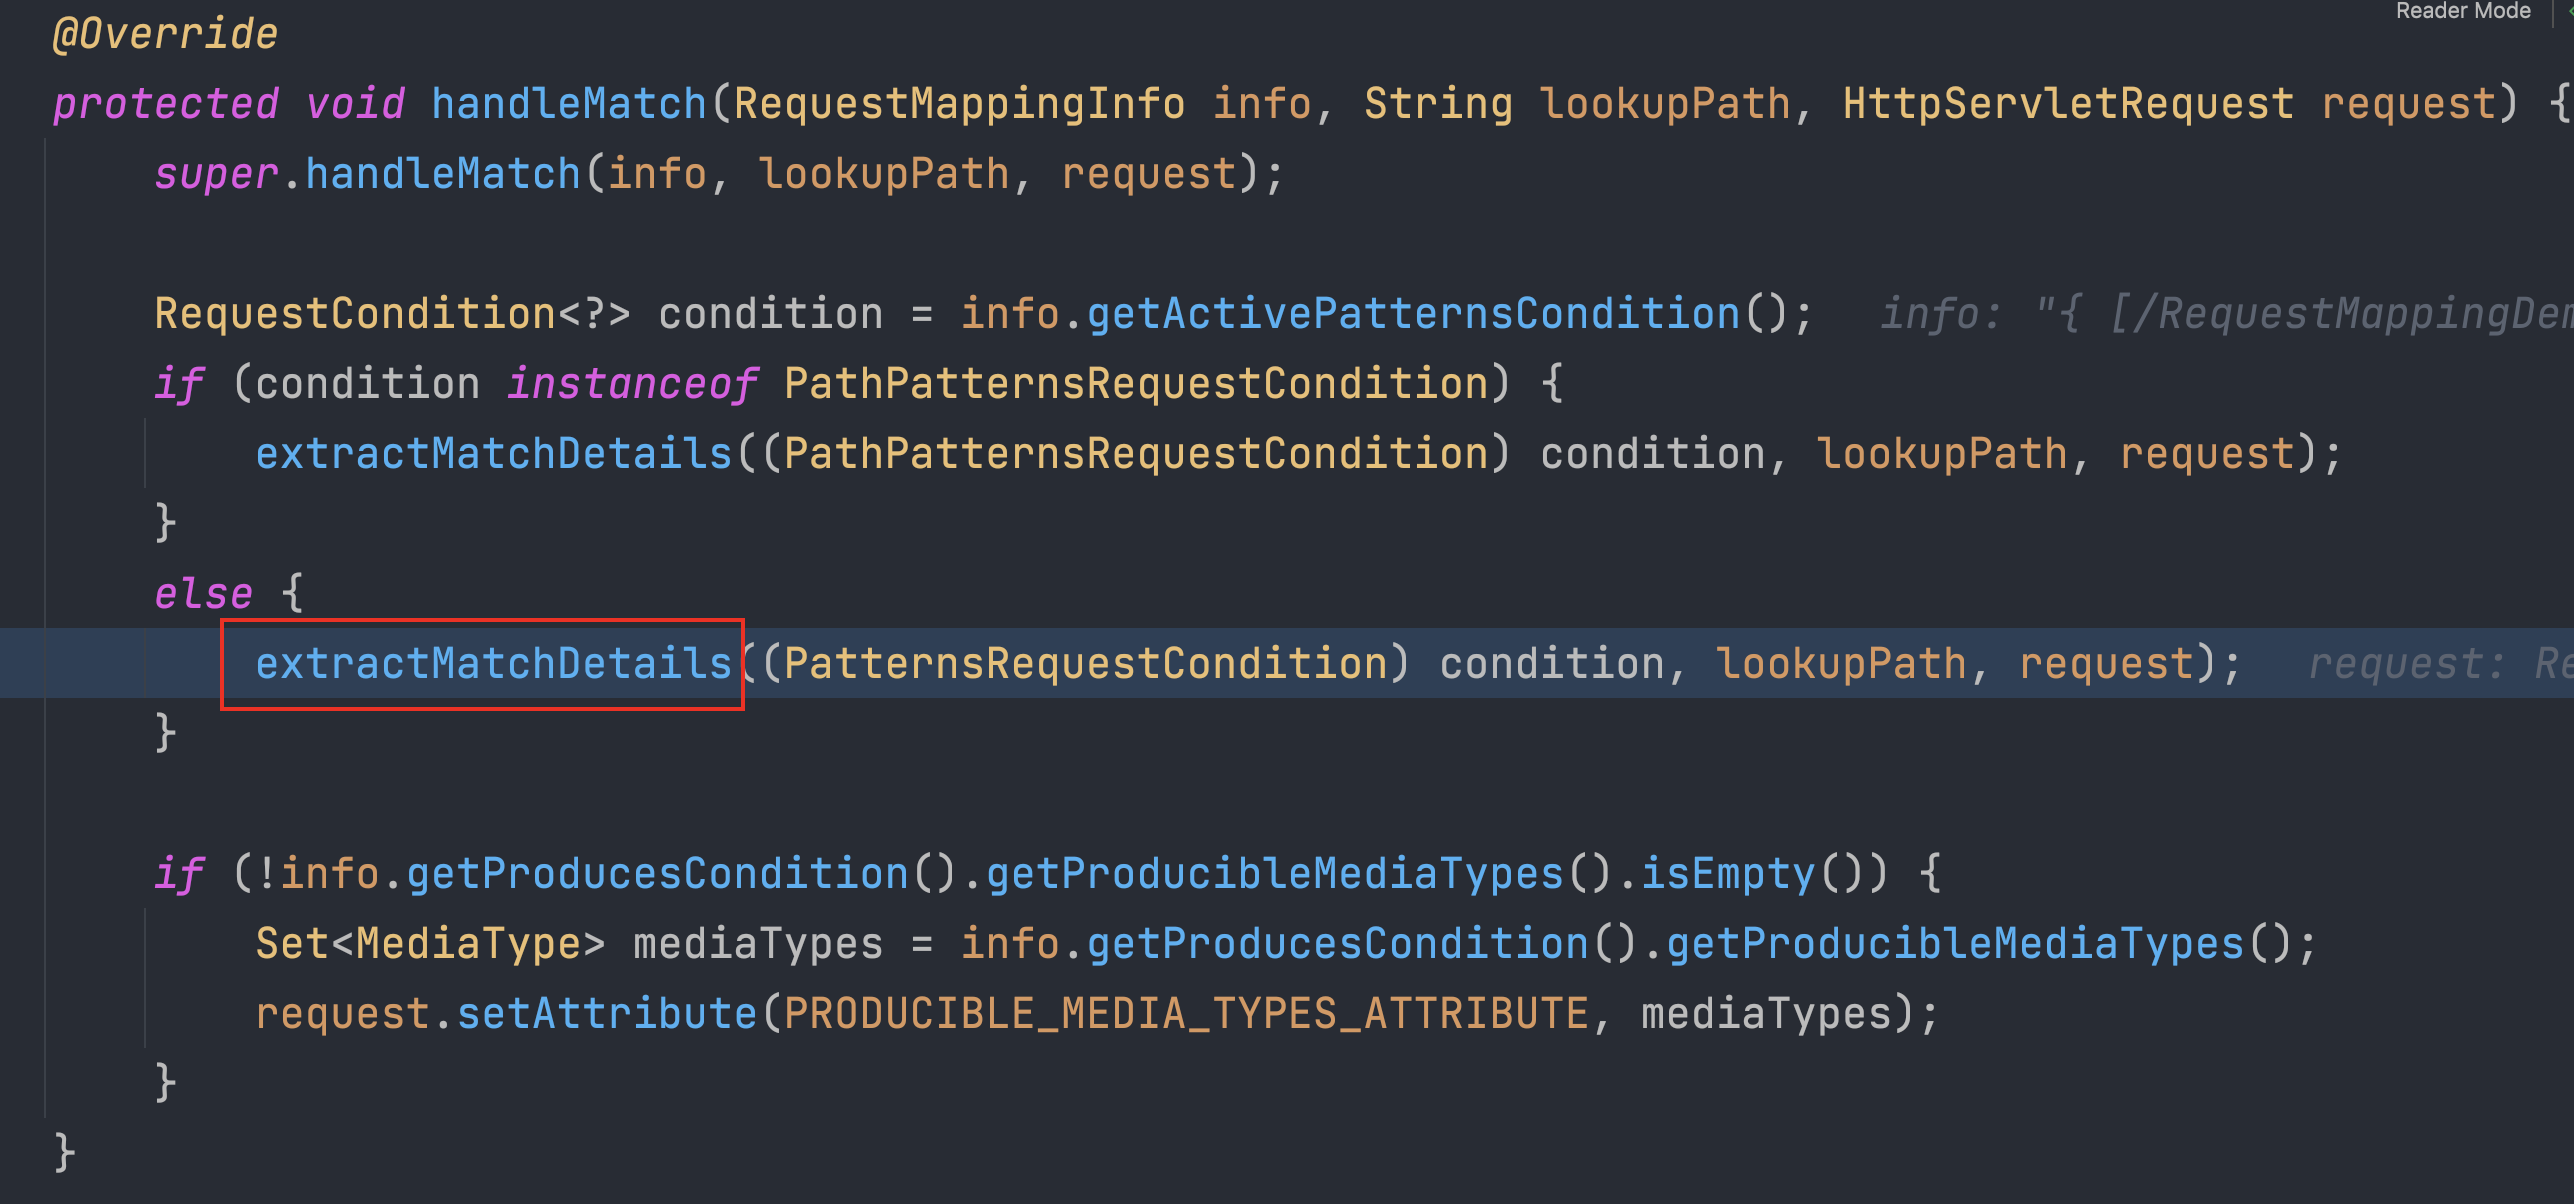 Reader Mode
@Override
protected void handleMatch(RequestMappingInfo info, String lookupPath, HttpServletRequest request) {
super.handleMatch(info, lookupPath, request);
RequestCondition<?> condition = info.getActivePatternsCondition(); info: "{ [/RequestMappingDem
if (condition instanceof PathPatternsRequestCondition) {
extractMatchDetails((PathPatternsRequestCondition) condition, lookupPath, request);
}
else {
extractMatchDetails((PatternsRequestCondition) condition, lookupPath, request); request: Re
}
if (!info.getProducesCondition().getProducibleMediaTypes().isEmpty()) {
Set<MediaType> mediaTypes = info.getProducesCondition().getProducibleMediaTypes();
request.setAttribute(PRODUCIBLE_MEDIA_TYPES_ATTRIBUTE, mediaTypes);
}
}